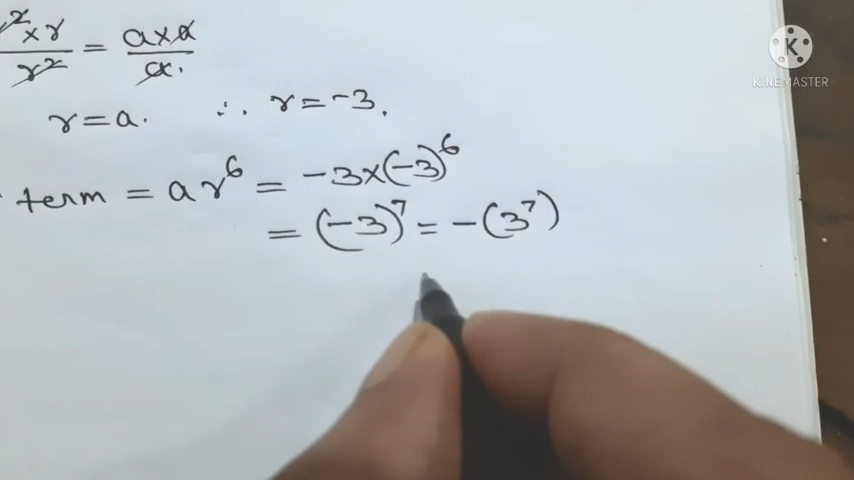 r² × r / r² = a × a / a.
r = a. ∴ r = -3.
term = ar⁶ = -3×(-3)⁶
= (-3)⁷ = -(3⁷)
K
KINEMASTER